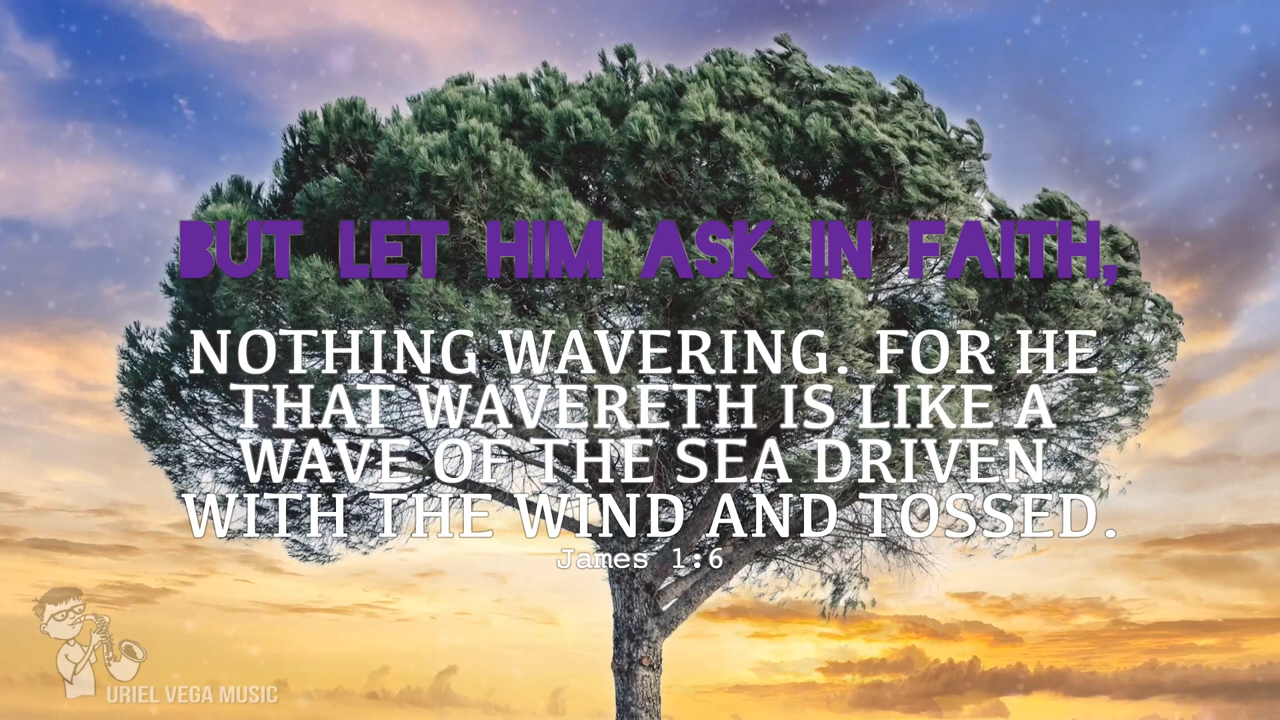 BUT LET HIM ASK IN FAITH,
NOTHING WAVERING. FOR HE
THAT WAVERETH IS LIKE A
WAVE OF THE SEA DRIVEN
WITH THE WIND AND TOSSED.
James 1:6
URIEL VEGA MUSIC